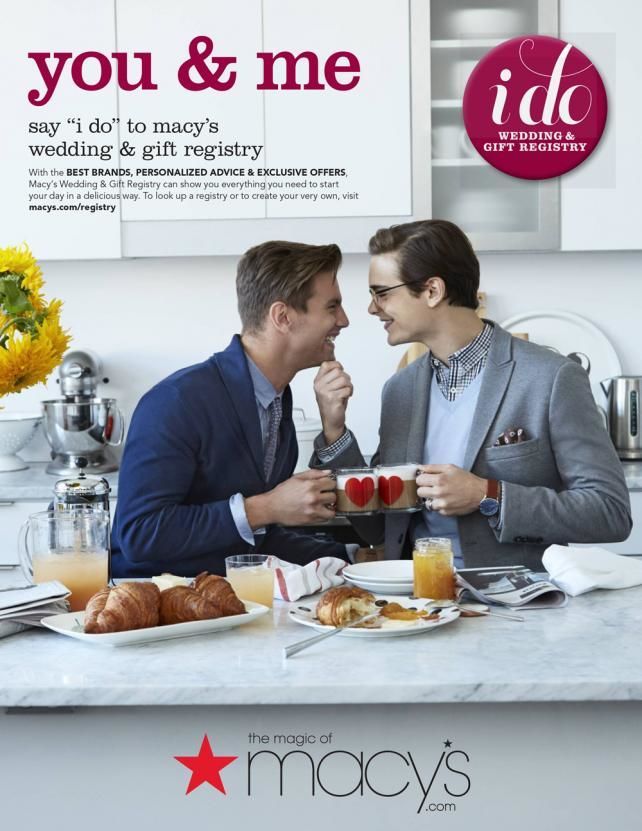 you & me
i do
WEDDING &
GIFT REGISTRY
say “i do” to macy’s
wedding & gift registry
With the BEST BRANDS, PERSONALIZED ADVICE & EXCLUSIVE OFFERS,
Macy’s Wedding & Gift Registry can show you everything you need to start
your day in a delicious way. To look up a registry or to create your very own, visit
macys.com/registry
the magic of
macy's
.com